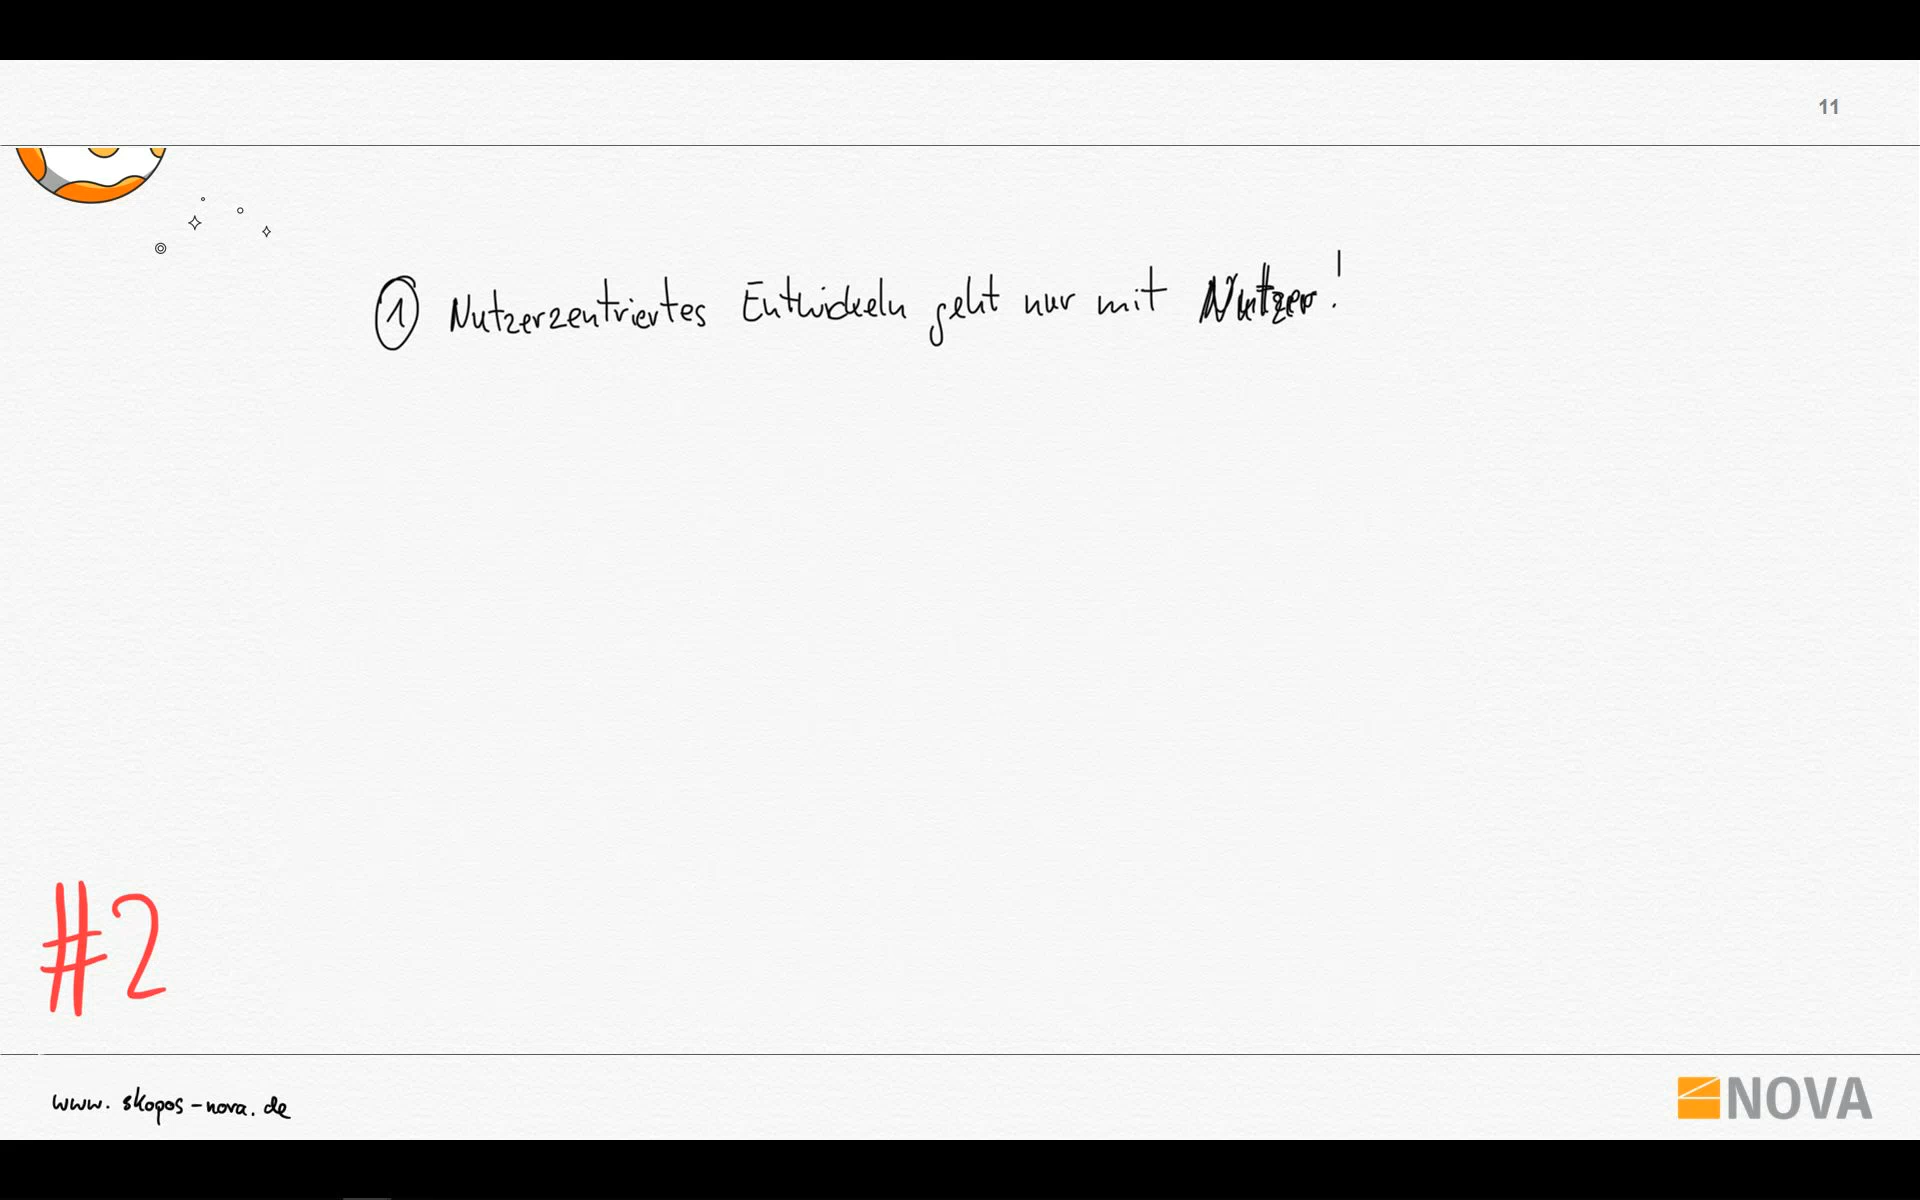 11
① Nutzerzentriertes Entwickeln geht nur mit Nutzer!
#2
www.skopos-nova.de
NOVA